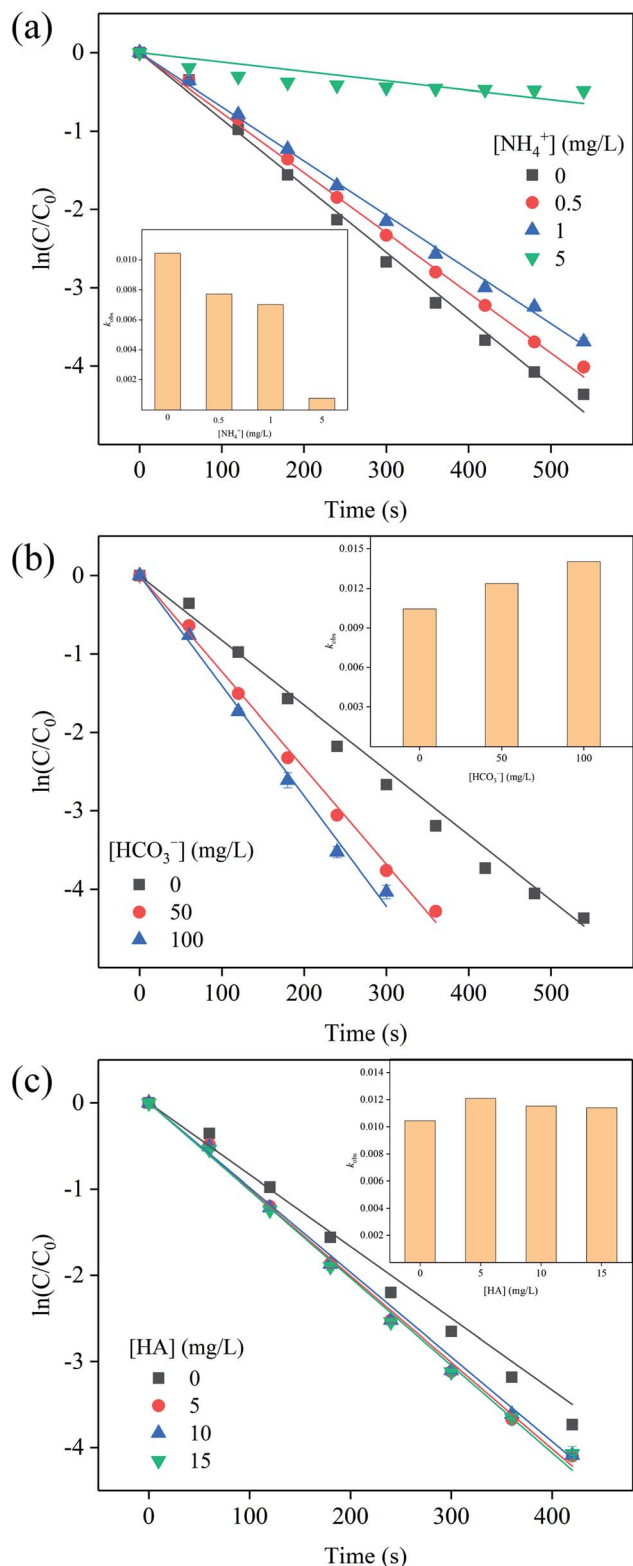 (a)
0
-1
-2
-3
-4
ln(C/C₀)
[NH₄⁺] (mg/L)
0
0.5
1
5
0.010
0.008
0.006
0.004
0.002
k_obs
0 0.5 1 5
[NH₄⁺] (mg/L)
0 100 200 300 400 500
Time (s)
(b)
0
-1
-2
-3
-4
ln(C/C₀)
0.015
0.012
0.009
0.006
0.003
k_obs
0 50 100
[HCO₃⁻] (mg/L)
[HCO₃⁻] (mg/L)
0
50
100
0 100 200 300 400 500
Time (s)
(c)
0
-1
-2
-3
-4
ln(C/C₀)
0.014
0.012
0.010
0.008
0.006
0.004
0.002
k_obs
0 5 10 15
[HA] (mg/L)
[HA] (mg/L)
0
5
10
15
0 100 200 300 400
Time (s)